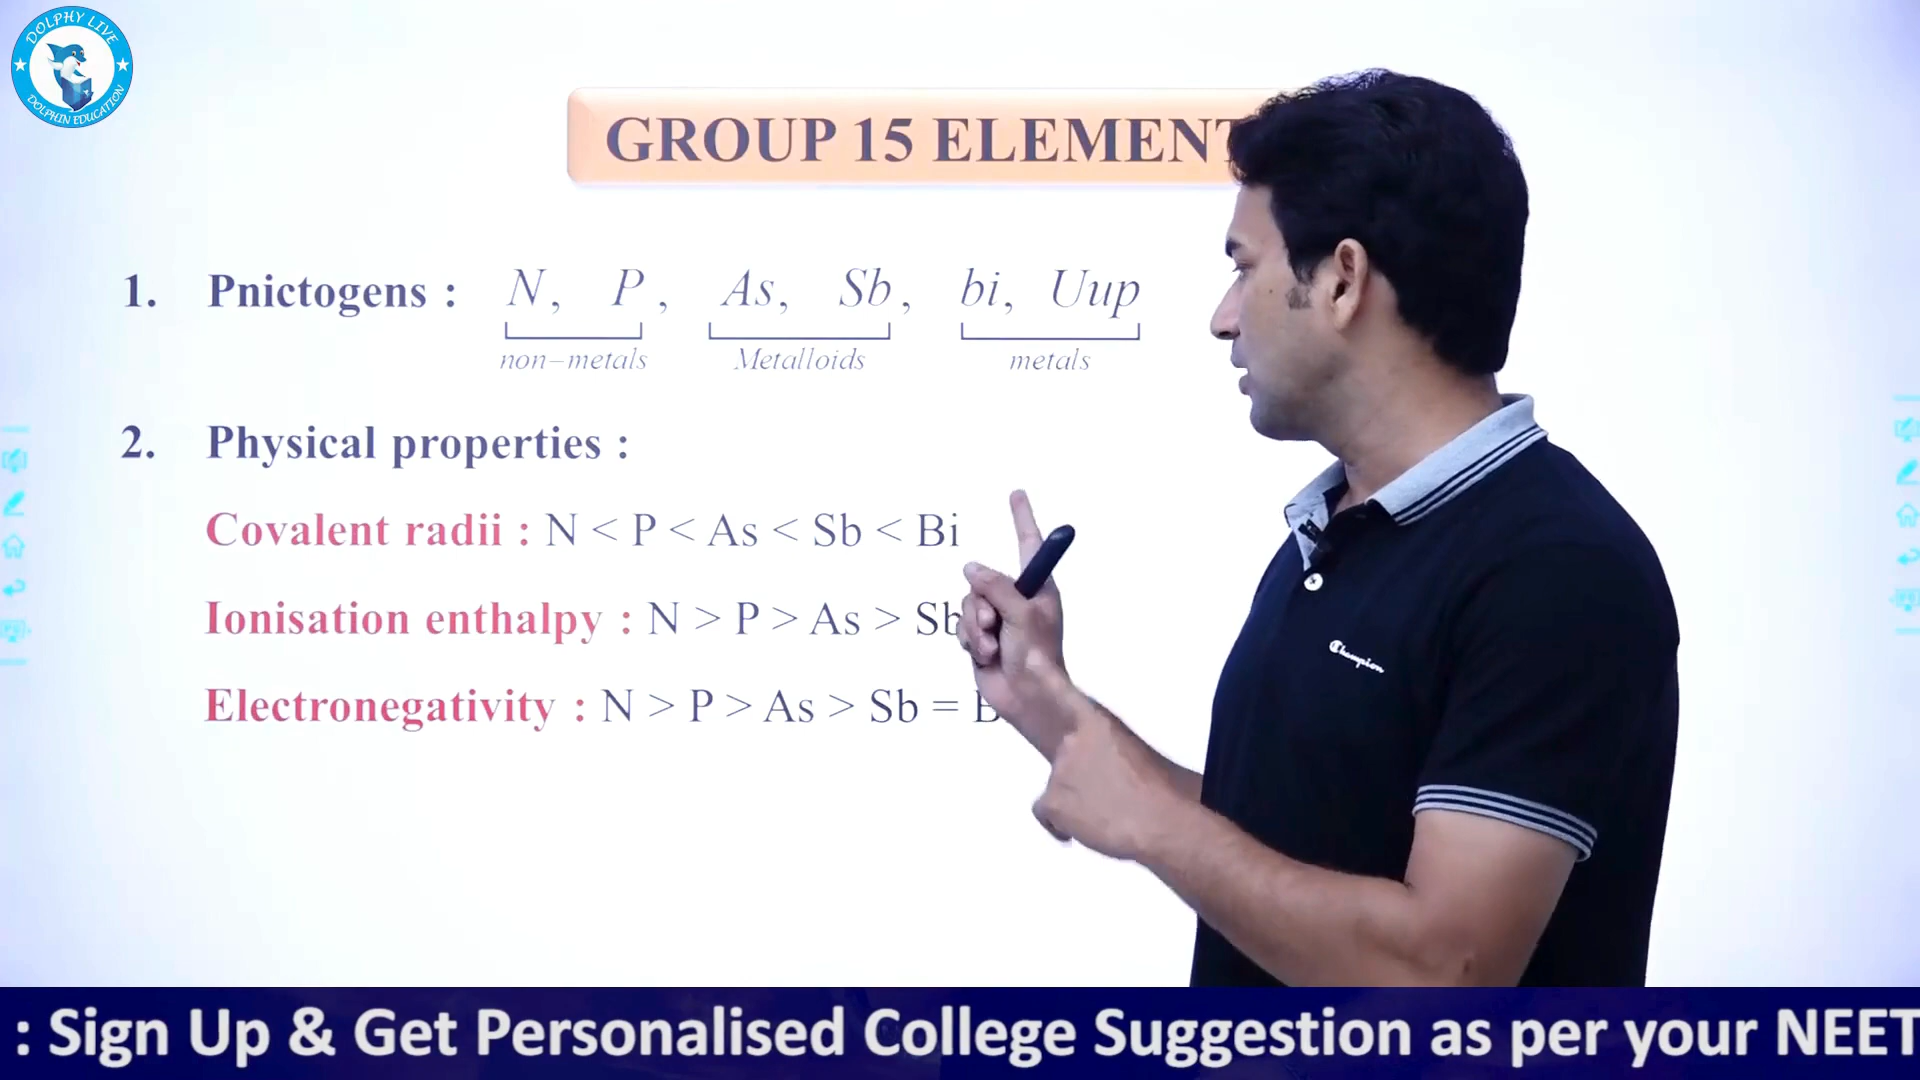 DOLPHY LIVE
DOLPHIN EDUCATION
GROUP 15 ELEMENT
1. Pnictogens : N, P, As, Sb, bi, Uup
non-metals Metalloids metals
2. Physical properties :
Covalent radii : N < P < As < Sb < Bi
Ionisation enthalpy : N > P > As > Sb
Electronegativity : N > P > As > Sb =
Champion
: Sign Up & Get Personalised College Suggestion as per your NEET